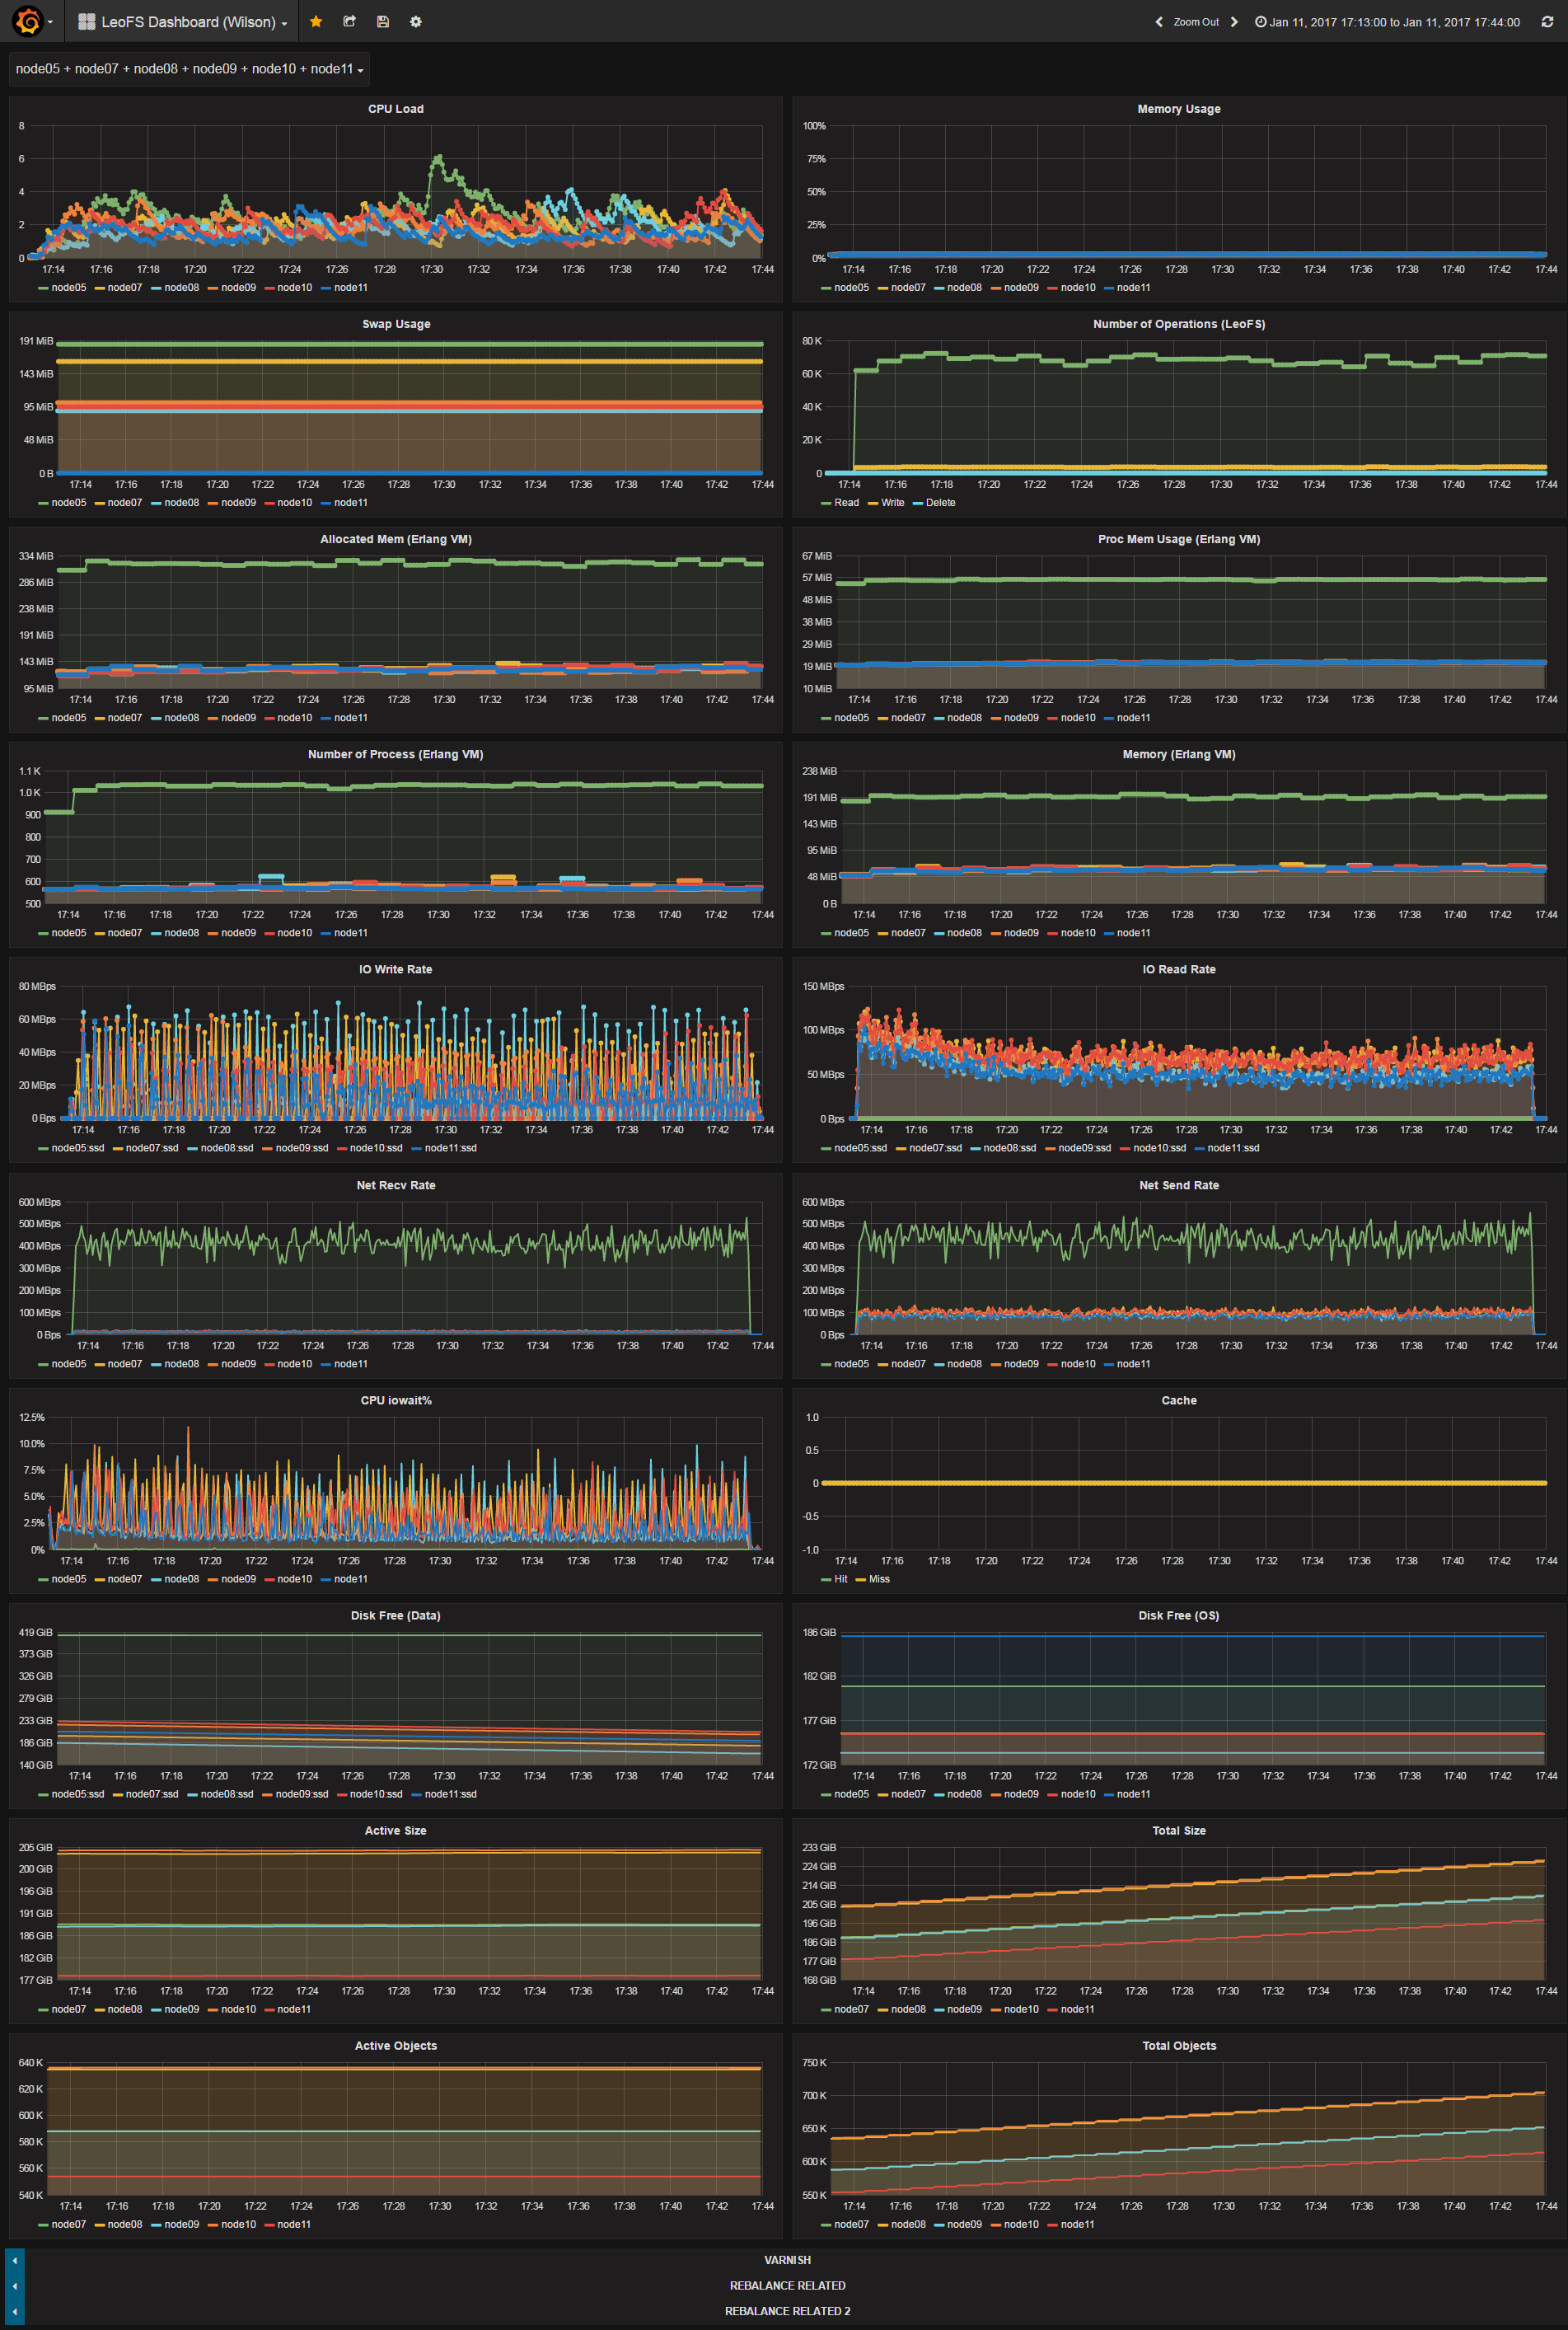 LeoFS Dashboard (Wilson)
Zoom Out
Jan 11, 2017 17:13:00 to Jan 11, 2017 17:44:00
node05 + node07 + node08 + node09 + node10 + node11
CPU Load
8
6
4
2
0
17:14 17:16 17:18 17:20 17:22 17:24 17:26 17:28 17:30 17:32 17:34 17:36 17:38 17:40 17:42 17:44
node05 node07 node08 node09 node10 node11
Memory Usage
100%
75%
50%
25%
0%
17:14 17:16 17:18 17:20 17:22 17:24 17:26 17:28 17:30 17:32 17:34 17:36 17:38 17:40 17:42 17:44
node05 node07 node08 node09 node10 node11
Swap Usage
191 MiB
143 MiB
95 MiB
48 MiB
0 B
17:14 17:16 17:18 17:20 17:22 17:24 17:26 17:28 17:30 17:32 17:34 17:36 17:38 17:40 17:42 17:44
node05 node07 node08 node09 node10 node11
Number of Operations (LeoFS)
80 K
60 K
40 K
20 K
0
17:14 17:16 17:18 17:20 17:22 17:24 17:26 17:28 17:30 17:32 17:34 17:36 17:38 17:40 17:42 17:44
Read Write Delete
Allocated Mem (Erlang VM)
334 MiB
286 MiB
238 MiB
191 MiB
143 MiB
95 MiB
17:14 17:16 17:18 17:20 17:22 17:24 17:26 17:28 17:30 17:32 17:34 17:36 17:38 17:40 17:42 17:44
node05 node07 node08 node09 node10 node11
Proc Mem Usage (Erlang VM)
67 MiB
57 MiB
48 MiB
38 MiB
29 MiB
19 MiB
10 MiB
17:14 17:16 17:18 17:20 17:22 17:24 17:26 17:28 17:30 17:32 17:34 17:36 17:38 17:40 17:42 17:44
node05 node07 node08 node09 node10 node11
Number of Process (Erlang VM)
1.1 K
1.0 K
900
800
700
600
500
17:14 17:16 17:18 17:20 17:22 17:24 17:26 17:28 17:30 17:32 17:34 17:36 17:38 17:40 17:42 17:44
node05 node07 node08 node09 node10 node11
Memory (Erlang VM)
238 MiB
191 MiB
143 MiB
95 MiB
48 MiB
0 B
17:14 17:16 17:18 17:20 17:22 17:24 17:26 17:28 17:30 17:32 17:34 17:36 17:38 17:40 17:42 17:44
node05 node07 node08 node09 node10 node11
IO Write Rate
80 MBps
60 MBps
40 MBps
20 MBps
0 Bps
17:14 17:16 17:18 17:20 17:22 17:24 17:26 17:28 17:30 17:32 17:34 17:36 17:38 17:40 17:42 17:44
node05:ssd node07:ssd node08:ssd node09:ssd node10:ssd node11:ssd
IO Read Rate
150 MBps
100 MBps
50 MBps
0 Bps
17:14 17:16 17:18 17:20 17:22 17:24 17:26 17:28 17:30 17:32 17:34 17:36 17:38 17:40 17:42 17:44
node05:ssd node07:ssd node08:ssd node09:ssd node10:ssd node11:ssd
Net Recv Rate
600 MBps
500 MBps
400 MBps
300 MBps
200 MBps
100 MBps
0 Bps
17:14 17:16 17:18 17:20 17:22 17:24 17:26 17:28 17:30 17:32 17:34 17:36 17:38 17:40 17:42 17:44
node05 node07 node08 node09 node10 node11
Net Send Rate
600 MBps
500 MBps
400 MBps
300 MBps
200 MBps
100 MBps
0 Bps
17:14 17:16 17:18 17:20 17:22 17:24 17:26 17:28 17:30 17:32 17:34 17:36 17:38 17:40 17:42 17:44
node05 node07 node08 node09 node10 node11
CPU iowait%
12.5%
10.0%
7.5%
5.0%
2.5%
0%
17:14 17:16 17:18 17:20 17:22 17:24 17:26 17:28 17:30 17:32 17:34 17:36 17:38 17:40 17:42 17:44
node05 node07 node08 node09 node10 node11
Cache
1.0
0.5
0
-0.5
-1.0
17:14 17:16 17:18 17:20 17:22 17:24 17:26 17:28 17:30 17:32 17:34 17:36 17:38 17:40 17:42 17:44
Hit Miss
Disk Free (Data)
419 GiB
373 GiB
326 GiB
279 GiB
233 GiB
186 GiB
140 GiB
17:14 17:16 17:18 17:20 17:22 17:24 17:26 17:28 17:30 17:32 17:34 17:36 17:38 17:40 17:42 17:44
node05:ssd node07:ssd node08:ssd node09:ssd node10:ssd node11:ssd
Disk Free (OS)
186 GiB
182 GiB
177 GiB
172 GiB
17:14 17:16 17:18 17:20 17:22 17:24 17:26 17:28 17:30 17:32 17:34 17:36 17:38 17:40 17:42 17:44
node05 node07 node08 node09 node10 node11
Active Size
205 GiB
200 GiB
196 GiB
191 GiB
186 GiB
182 GiB
177 GiB
17:14 17:16 17:18 17:20 17:22 17:24 17:26 17:28 17:30 17:32 17:34 17:36 17:38 17:40 17:42 17:44
node07 node08 node09 node10 node11
Total Size
233 GiB
224 GiB
214 GiB
205 GiB
196 GiB
186 GiB
177 GiB
168 GiB
17:14 17:16 17:18 17:20 17:22 17:24 17:26 17:28 17:30 17:32 17:34 17:36 17:38 17:40 17:42 17:44
node07 node08 node09 node10 node11
Active Objects
640 K
620 K
600 K
580 K
560 K
540 K
17:14 17:16 17:18 17:20 17:22 17:24 17:26 17:28 17:30 17:32 17:34 17:36 17:38 17:40 17:42 17:44
node07 node08 node09 node10 node11
Total Objects
750 K
700 K
650 K
600 K
550 K
17:14 17:16 17:18 17:20 17:22 17:24 17:26 17:28 17:30 17:32 17:34 17:36 17:38 17:40 17:42 17:44
node07 node08 node09 node10 node11
VARNISH
REBALANCE RELATED
REBALANCE RELATED 2